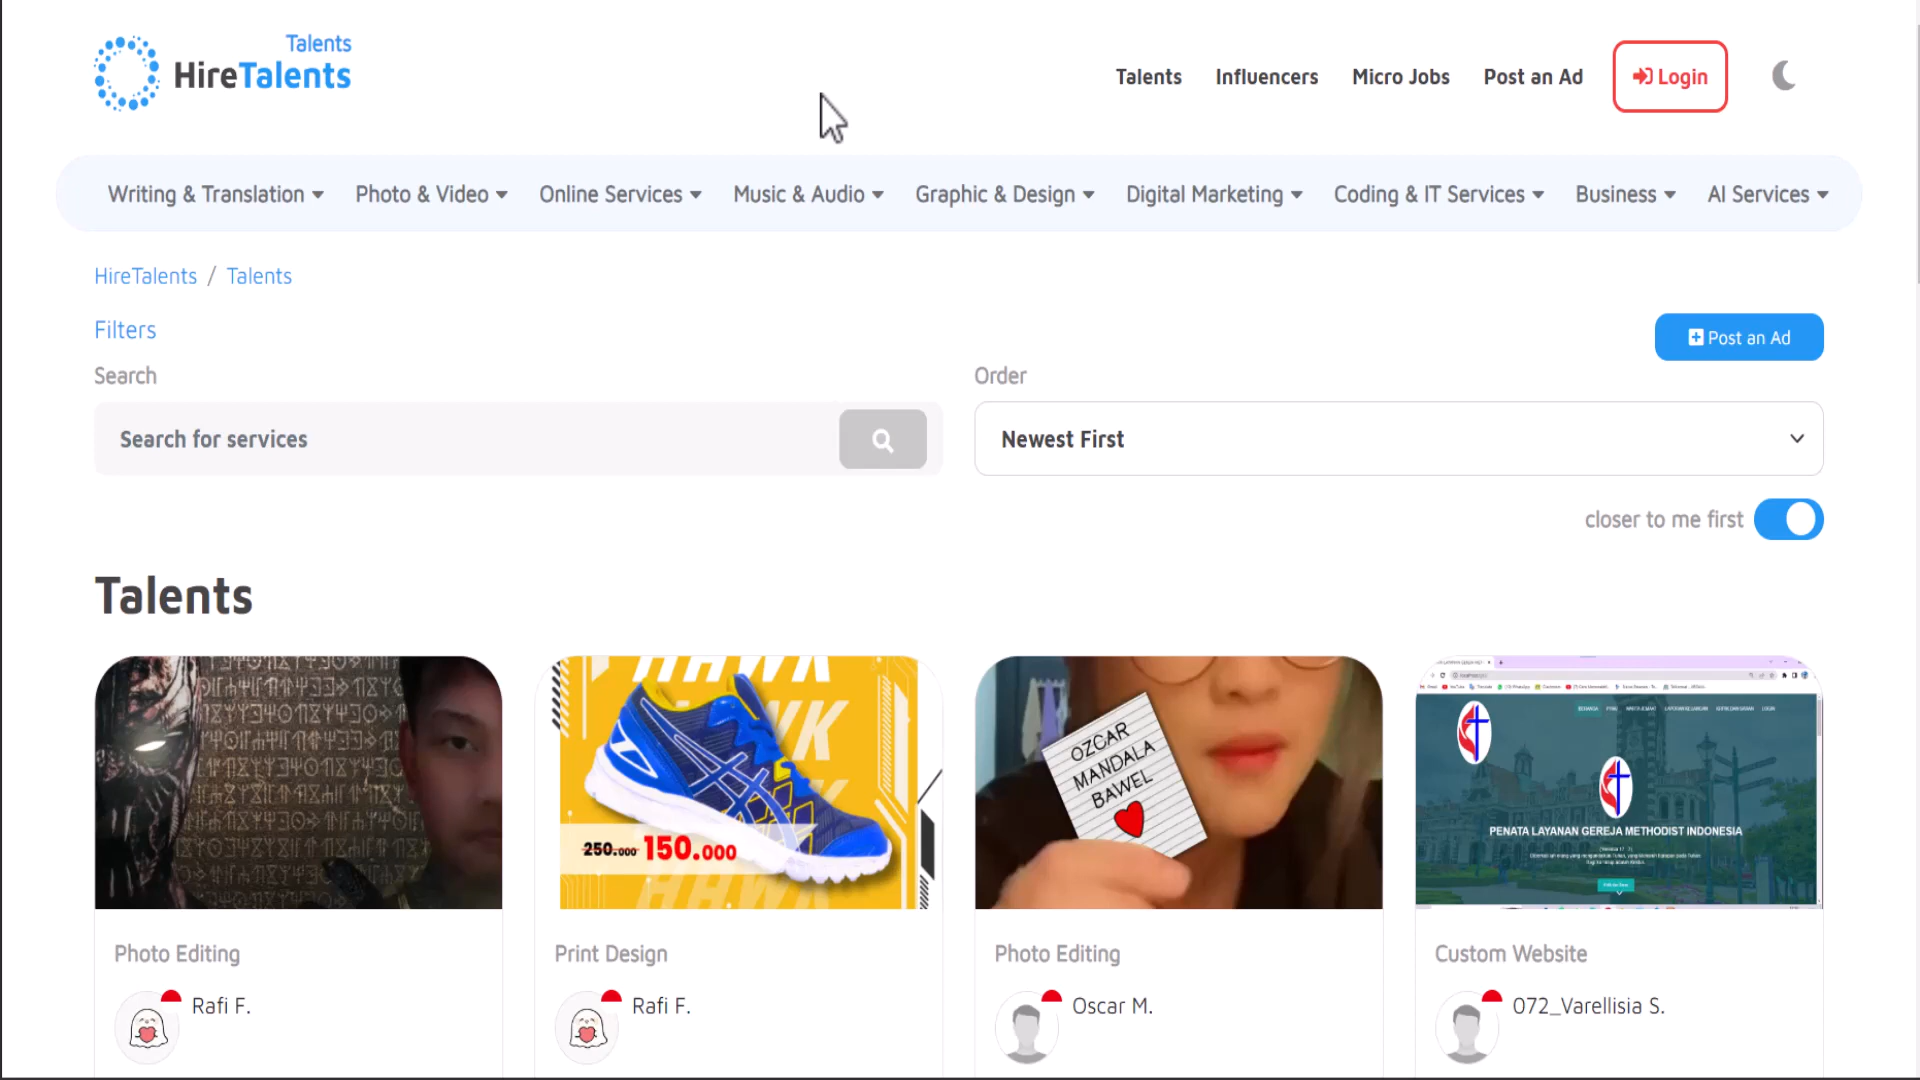 Talents
HireTalents
Talents
Influencers
Micro Jobs
Post an Ad
Login
Writing & Translation
Photo & Video
Online Services
Music & Audio
Graphic & Design
Digital Marketing
Coding & IT Services
Business
AI Services
HireTalents / Talents
Filters
Post an Ad
Search
Order
Search for services
Newest First
closer to me first
Talents
HAWK
250.000 150.000
OZCAR
MANDALA
BAWEL
PENATA LAYANAN GEREJA METHODIST INDONESIA
Photo Editing
Rafi F.
Print Design
Rafi F.
Photo Editing
Oscar M.
Custom Website
072_Varellisia S.